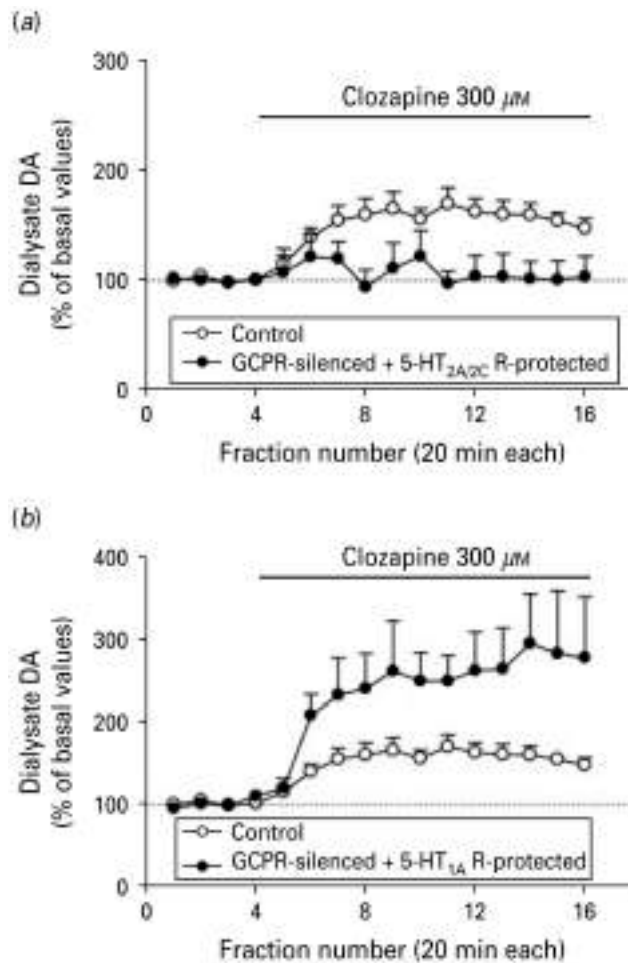 (a)
300
200
100
0
Dialysate DA
(% of basal values)
Clozapine 300 μM
Control
GCPR-silenced + 5-HT2A/2C R-protected
0 4 8 12 16
Fraction number (20 min each)
(b)
400
300
200
100
0
Dialysate DA
(% of basal values)
Clozapine 300 μM
Control
GCPR-silenced + 5-HT1A R-protected
0 4 8 12 16
Fraction number (20 min each)